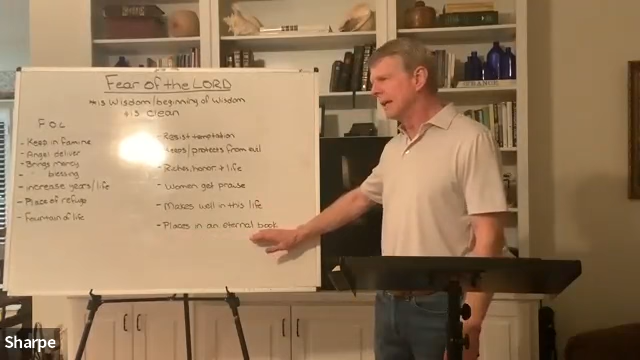 Fear of the LORD
is Wisdom/beginning of Wisdom
is clean
F O L
- Keep in famine
- Angel deliver
- Brings mercy
- " blessing
- increase years/life
- Place of refuge
- Fountain of life
- Resist temptation
protects from evil
Riches, honor + life
- Women get praise
- Makes well in this life
- Places in an eternal book
Sharpe